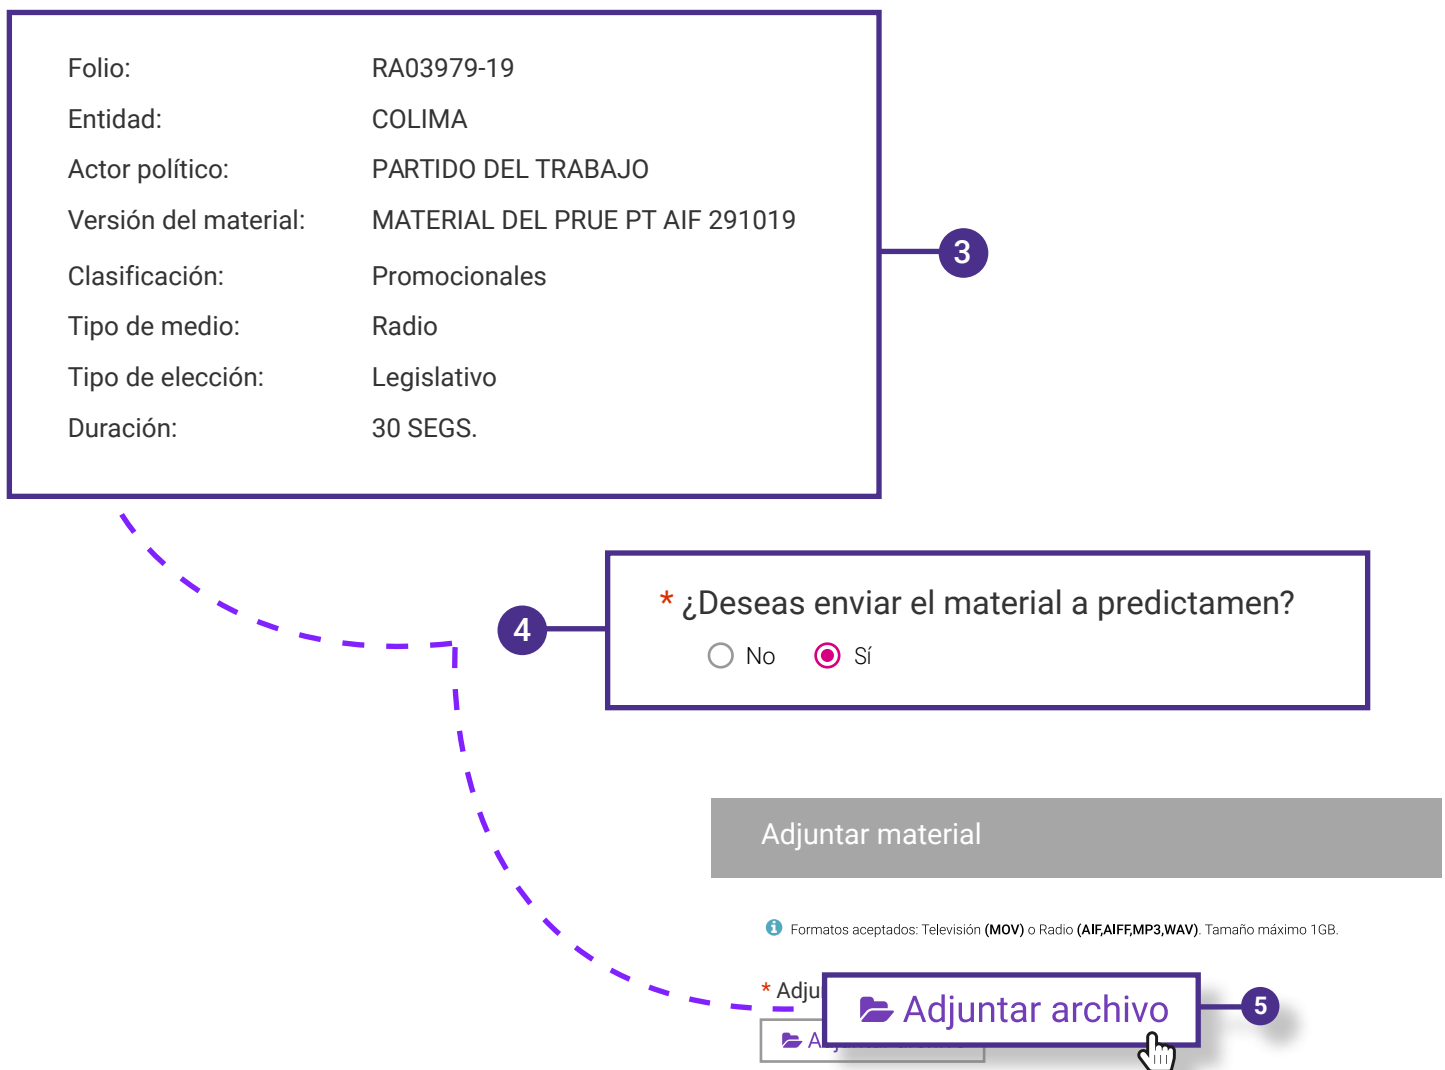 Folio: RA03979-19
Entidad: COLIMA
Actor político: PARTIDO DEL TRABAJO
Versión del material: MATERIAL DEL PRUE PT AIF 291019
Clasificación: Promocionales
Tipo de medio: Radio
Tipo de elección: Legislativo
Duración: 30 SEGS.
3
4
* ¿Deseas enviar el material a predictamen?
No Sí
Adjuntar material
Formatos aceptados: Televisión (MOV) o Radio (AIF,AIFF,MP3,WAV). Tamaño máximo 1GB.
* Adju
Adjuntar archivo
5